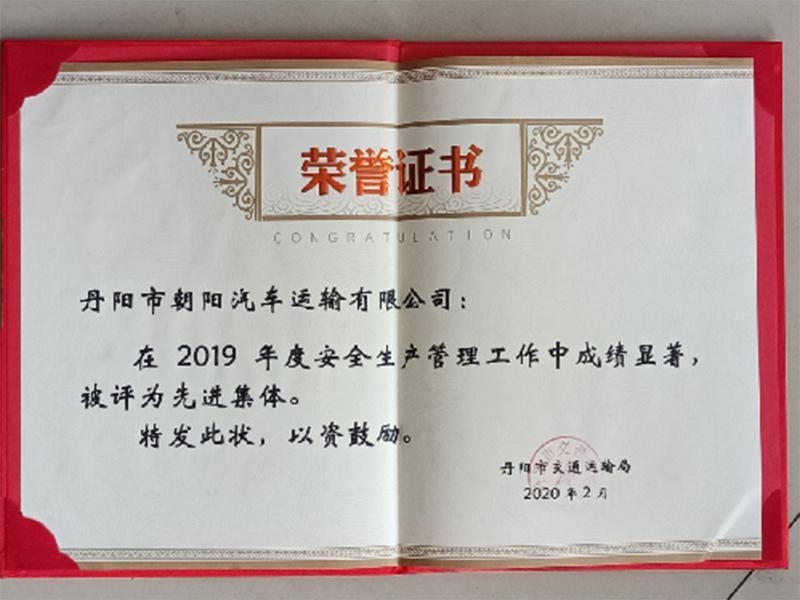 荣誉证书
CONGRATULATION
丹阳市朝阳汽车运输有限公司：
在 2019 年度安全生产管理工作中成绩显著，
被评为先进集体。
特发此状，以资鼓励。
丹阳市交通运输局
2020 年 2 月